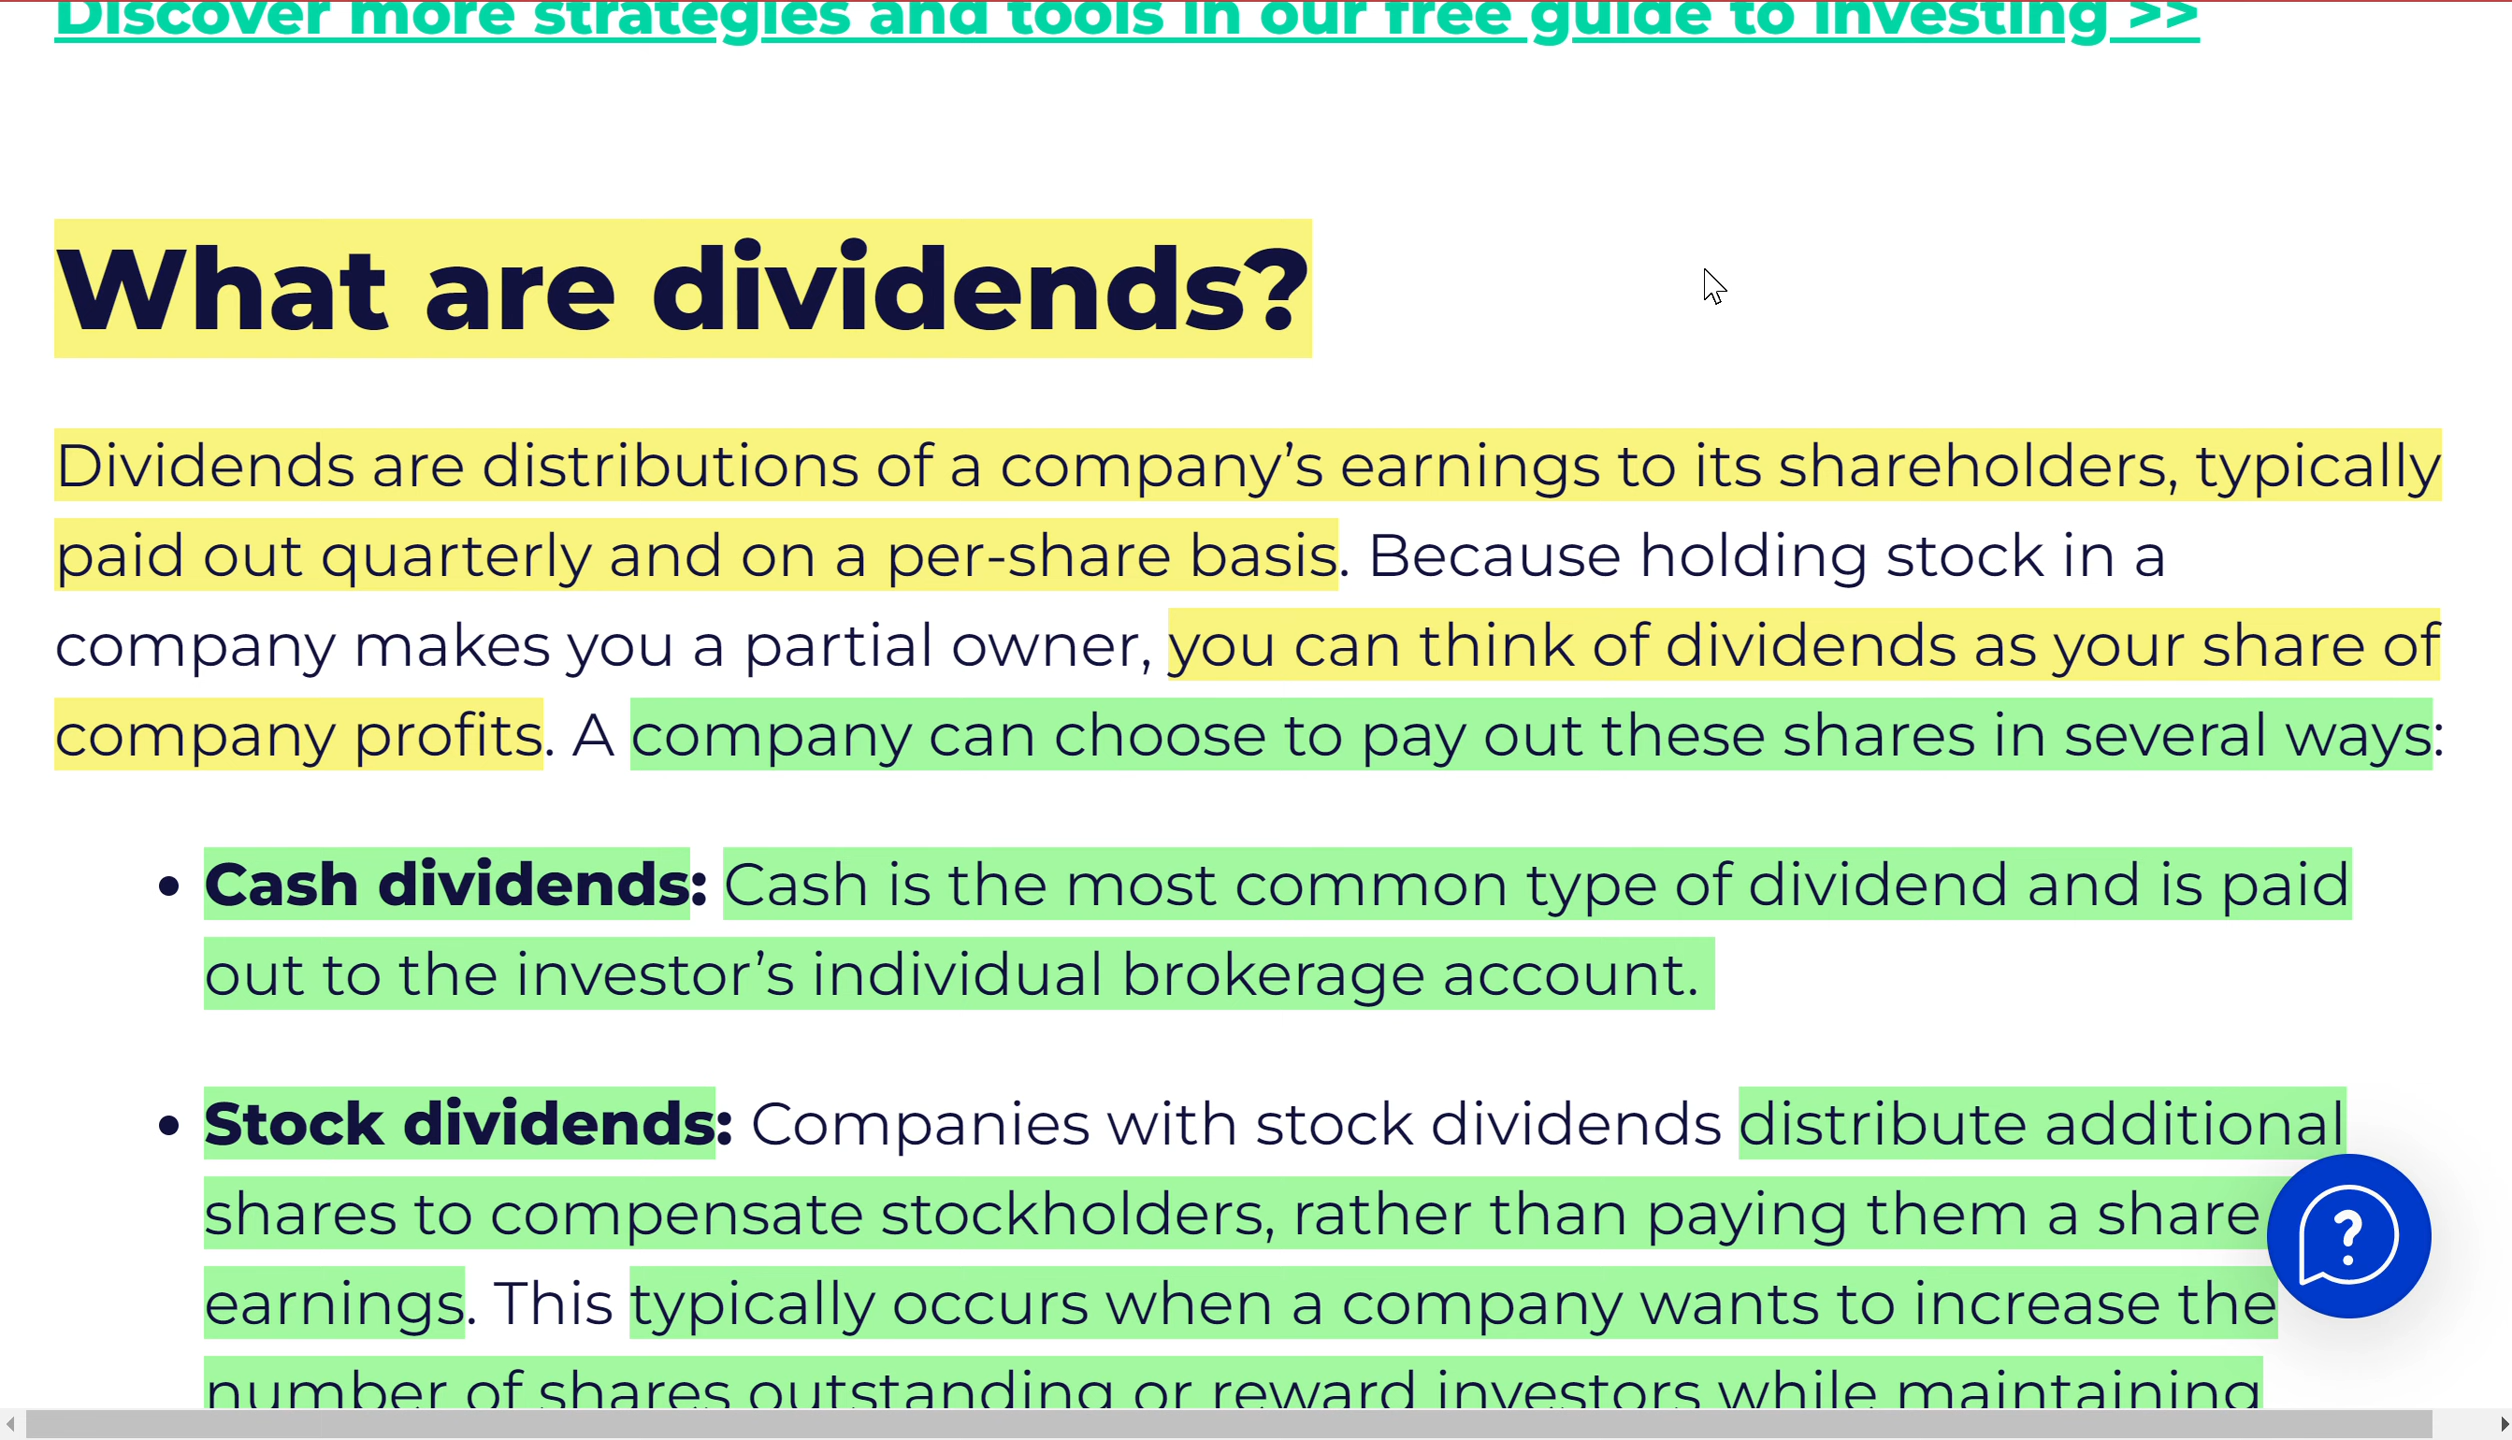 Discover more strategies and tools in our free guide to investing >>
What are dividends?
Dividends are distributions of a company’s earnings to its shareholders, typically
paid out quarterly and on a per-share basis. Because holding stock in a
company makes you a partial owner, you can think of dividends as your share of
company profits. A company can choose to pay out these shares in several ways:
• Cash dividends: Cash is the most common type of dividend and is paid
out to the investor’s individual brokerage account.
• Stock dividends: Companies with stock dividends distribute additional
shares to compensate stockholders, rather than paying them a share
earnings. This typically occurs when a company wants to increase the
number of shares outstanding or reward investors while maintaining